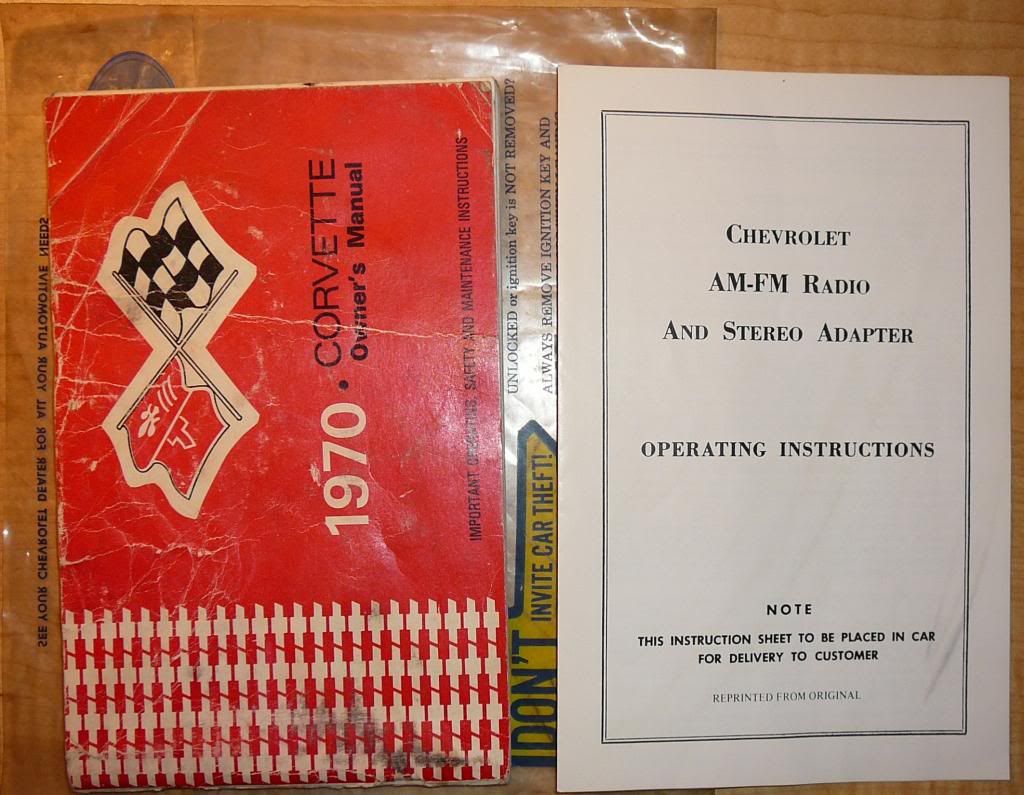 SEE YOUR CHEVROLET DEALER FOR ALL YOUR AUTOMOTIVE NEEDS
1970 • CORVETTE
Owner's Manual
IMPORTANT OPERATING, SAFETY AND MAINTENANCE INSTRUCTIONS
UNLOCKED or ignition key is NOT REMOVED?
ALWAYS REMOVE IGNITION KEY AND
DON'T
INVITE CAR THEFT!
CHEVROLET
AM-FM RADIO
AND STEREO ADAPTER
OPERATING INSTRUCTIONS
NOTE
THIS INSTRUCTION SHEET TO BE PLACED IN CAR
FOR DELIVERY TO CUSTOMER
REPRINTED FROM ORIGINAL